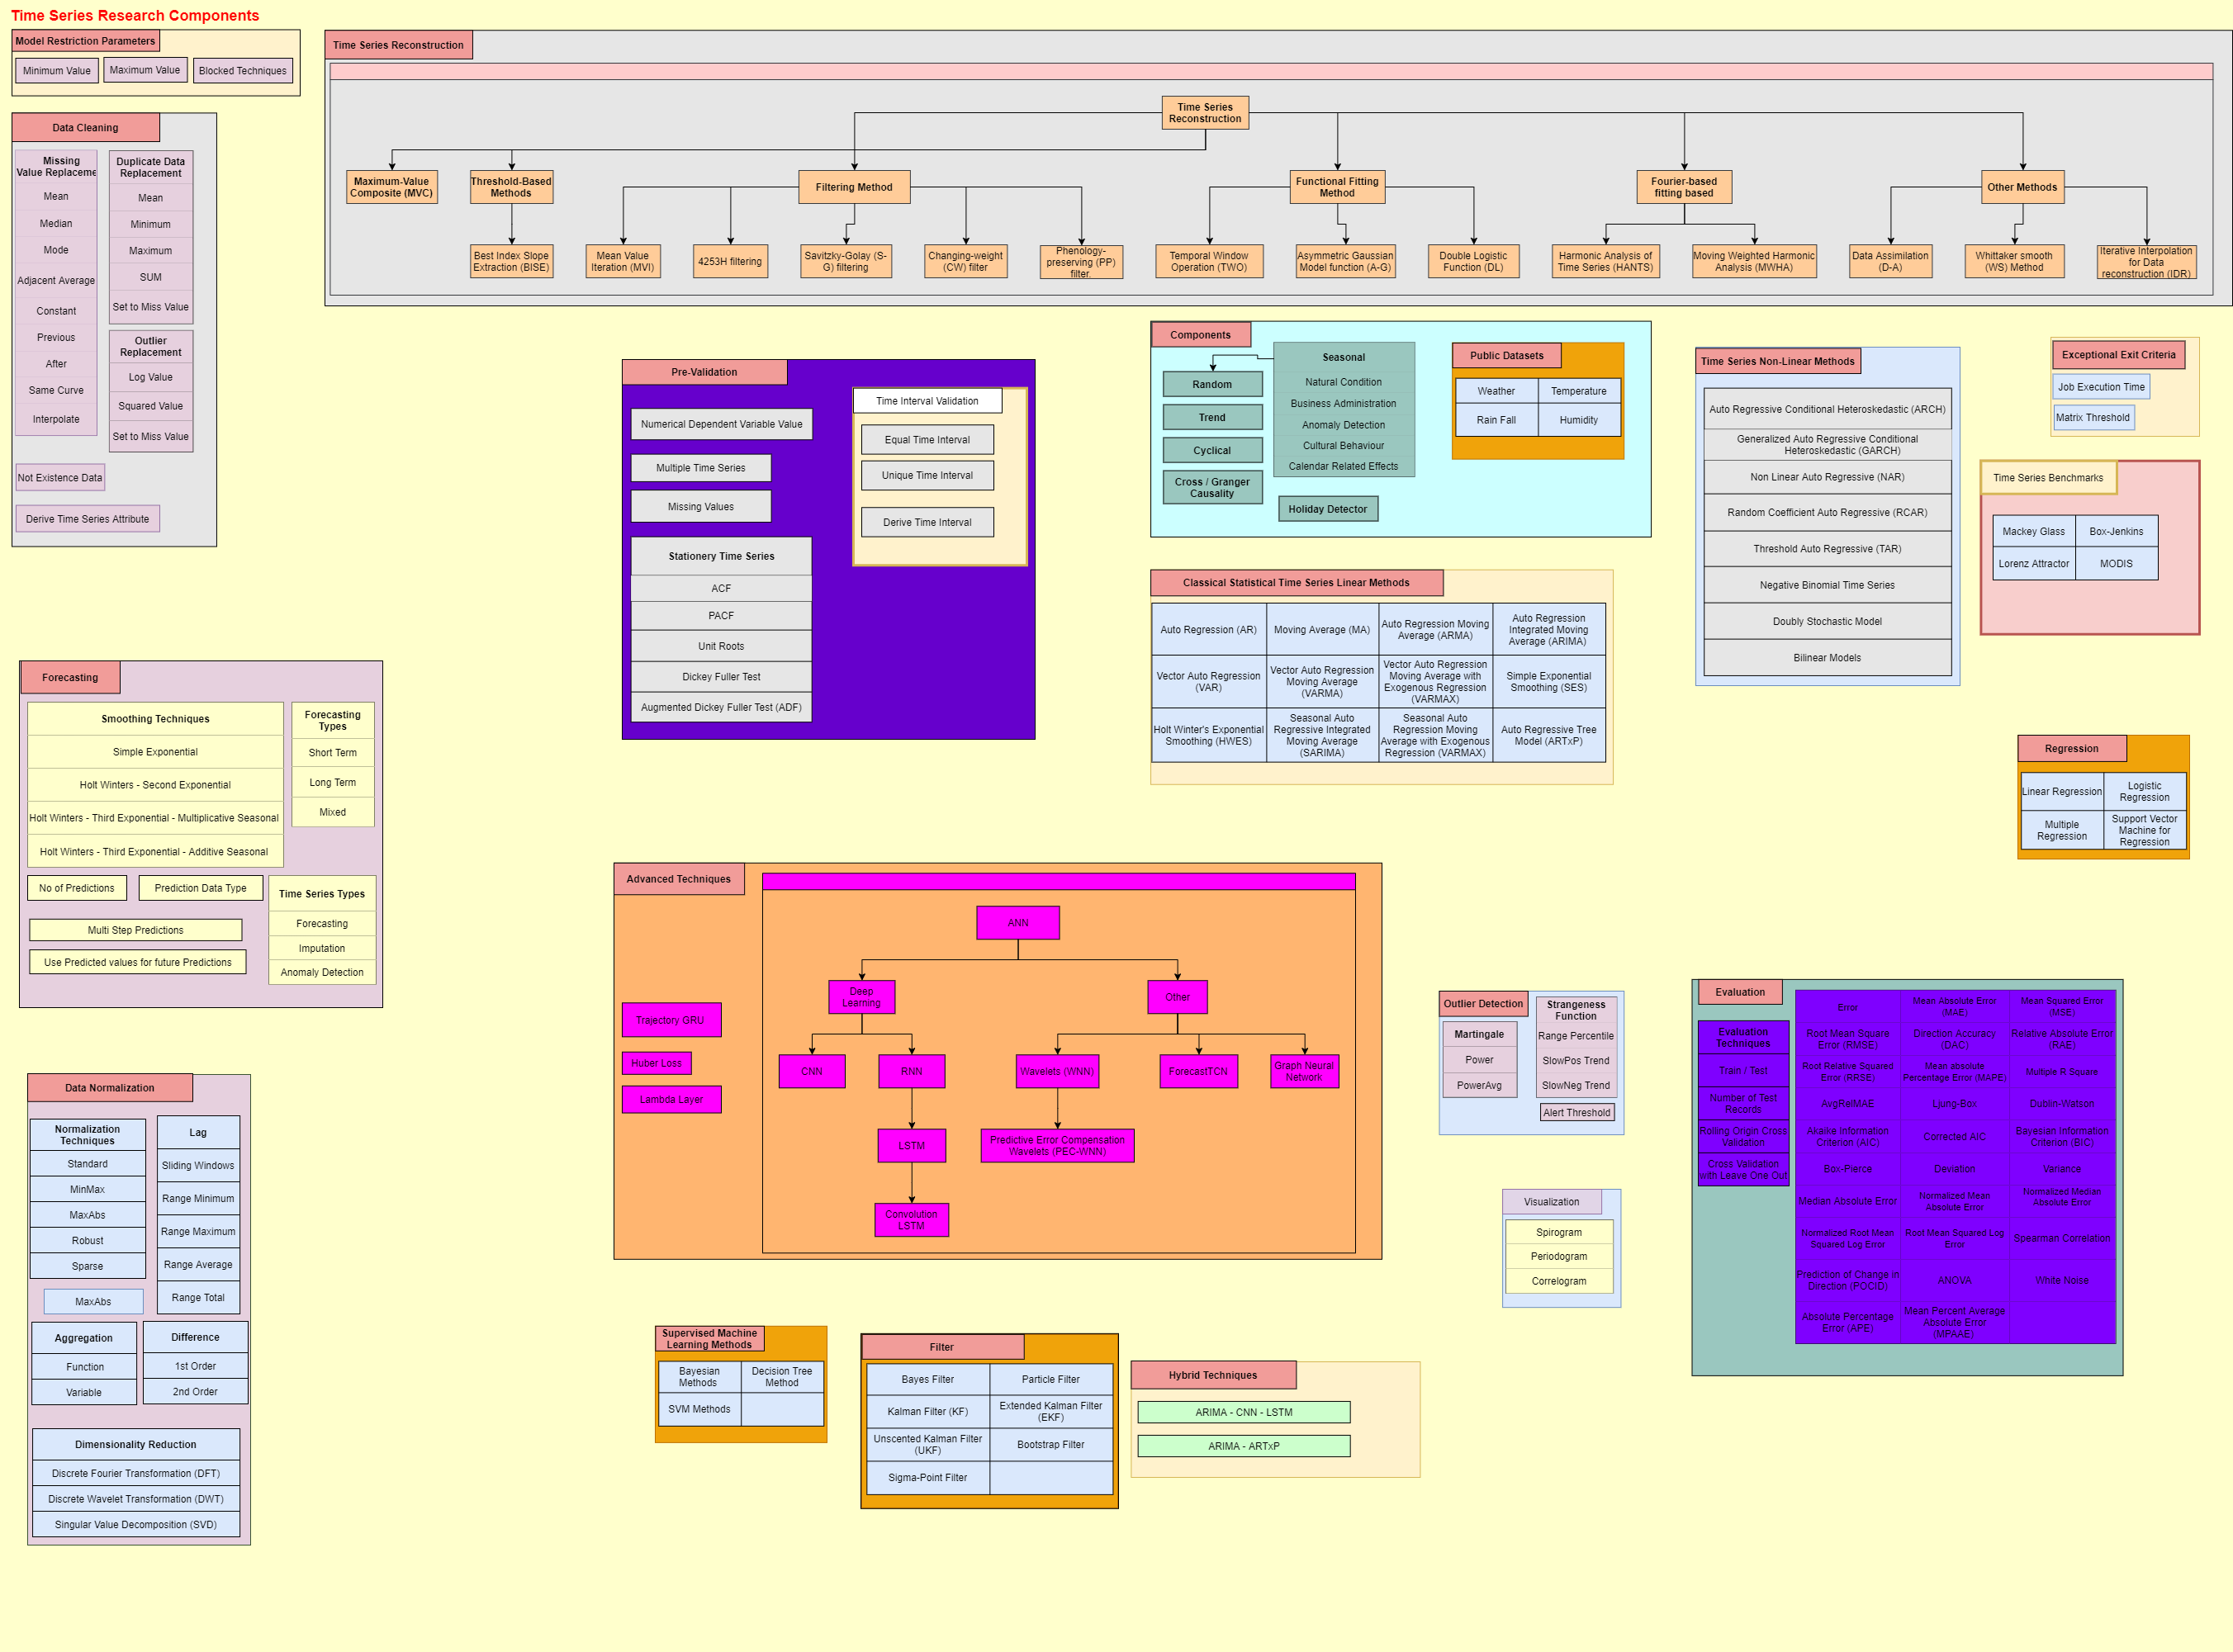 Time Series Research Components
Model Restriction Parameters
Minimum Value
Maximum Value
Blocked Techniques
Time Series Reconstruction
Time Series
Reconstruction
Maximum-Value
Composite (MVC)
Threshold-Based
Methods
Filtering Method
Functional Fitting
Method
Fourier-based
fitting based
Other Methods
Best Index Slope
Extraction (BISE)
Mean Value
Iteration (MVI)
4253H filtering
Savitzky-Golay (S-
G) filtering
Changing-weight
(CW) filter
Phenology-
preserving (PP)
filter.
Temporal Window
Operation (TWO)
Asymmetric Gaussian
Model function (A-G)
Double Logistic
Function (DL)
Harmonic Analysis of
Time Series (HANTS)
Moving Weighted Harmonic
Analysis (MWHA)
Data Assimilation
(D-A)
Whittaker smooth
(WS) Method
Iterative Interpolation
for Data
reconstruction (IDR)
Data Cleaning
Missing
Value Replaceme
Mean
Median
Mode
Adjacent Average
Constant
Previous
After
Same Curve
Interpolate
Duplicate Data
Replacement
Mean
Minimum
Maximum
SUM
Set to Miss Value
Outlier
Replacement
Log Value
Squared Value
Set to Miss Value
Not Existence Data
Derive Time Series Attribute
Pre-Validation
Numerical Dependent Variable Value
Multiple Time Series
Missing Values
Stationery Time Series
ACF
PACF
Unit Roots
Dickey Fuller Test
Augmented Dickey Fuller Test (ADF)
Time Interval Validation
Equal Time Interval
Unique Time Interval
Derive Time Interval
Components
Random
Trend
Cyclical
Cross / Granger
Causality
Seasonal
Natural Condition
Business Administration
Anomaly Detection
Cultural Behaviour
Calendar Related Effects
Holiday Detector
Public Datasets
Weather
Temperature
Rain Fall
Humidity
Time Series Non-Linear Methods
Auto Regressive Conditional Heteroskedastic (ARCH)
Generalized Auto Regressive Conditional
Heteroskedastic (GARCH)
Non Linear Auto Regressive (NAR)
Random Coefficient Auto Regressive (RCAR)
Threshold Auto Regressive (TAR)
Negative Binomial Time Series
Doubly Stochastic Model
Bilinear Models
Exceptional Exit Criteria
Job Execution Time
Matrix Threshold
Time Series Benchmarks
Mackey Glass
Box-Jenkins
Lorenz Attractor
MODIS
Classical Statistical Time Series Linear Methods
Auto Regression (AR)
Moving Average (MA)
Auto Regression Moving
Average (ARMA)
Auto Regression
Integrated Moving
Average (ARIMA)
Vector Auto Regression
(VAR)
Vector Auto Regression
Moving Average
(VARMA)
Vector Auto Regression
Moving Average with
Exogenous Regression
(VARMAX)
Simple Exponential
Smoothing (SES)
Holt Winter's Exponential
Smoothing (HWES)
Seasonal Auto
Regressive Integrated
Moving Average
(SARIMA)
Seasonal Auto
Regression Moving
Average with Exogenous
Regression (VARMAX)
Auto Regressive Tree
Model (ARTxP)
Regression
Linear Regression
Logistic
Regression
Multiple
Regression
Support Vector
Machine for
Regression
Forecasting
Smoothing Techniques
Simple Exponential
Holt Winters - Second Exponential
Holt Winters - Third Exponential - Multiplicative Seasonal
Holt Winters - Third Exponential - Additive Seasonal
Forecasting
Types
Short Term
Long Term
Mixed
No of Predictions
Prediction Data Type
Multi Step Predictions
Use Predicted values for future Predictions
Time Series Types
Forecasting
Imputation
Anomaly Detection
Advanced Techniques
Trajectory GRU
Huber Loss
Lambda Layer
ANN
Deep
Learning
Other
CNN
RNN
Wavelets (WNN)
ForecastTCN
Graph Neural
Network
LSTM
Predictive Error Compensation
Wavelets (PEC-WNN)
Convolution
LSTM
Outlier Detection
Martingale
Power
PowerAvg
Strangeness
Function
Range Percentile
SlowPos Trend
SlowNeg Trend
Alert Threshold
Visualization
Spirogram
Periodogram
Correlogram
Evaluation
Evaluation
Techniques
Train / Test
Number of Test
Records
Rolling Origin Cross
Validation
Cross Validation
with Leave One Out
Error
Mean Absolute Error
(MAE)
Mean Squared Error
(MSE)
Root Mean Square
Error (RMSE)
Direction Accuracy
(DAC)
Relative Absolute Error
(RAE)
Root Relative Squared
Error (RRSE)
Mean absolute
Percentage Error (MAPE)
Multiple R Square
AvgRelMAE
Ljung-Box
Dublin-Watson
Akaike Information
Criterion (AIC)
Corrected AIC
Bayesian Information
Criterion (BIC)
Box-Pierce
Deviation
Variance
Median Absolute Error
Normalized Mean
Absolute Error
Normalized Median
Absolute Error
Normalized Root Mean
Squared Log Error
Root Mean Squared Log
Error
Spearman Correlation
Prediction of Change in
Direction (POCID)
ANOVA
White Noise
Absolute Percentage
Error (APE)
Mean Percent Average
Absolute Error
(MPAAE)
Data Normalization
Normalization
Techniques
Standard
MinMax
MaxAbs
Robust
Sparse
MaxAbs
Lag
Sliding Windows
Range Minimum
Range Maximum
Range Average
Range Total
Aggregation
Function
Variable
Difference
1st Order
2nd Order
Dimensionality Reduction
Discrete Fourier Transformation (DFT)
Discrete Wavelet Transformation (DWT)
Singular Value Decomposition (SVD)
Supervised Machine
Learning Methods
Bayesian
Methods
Decision Tree
Method
SVM Methods
Filter
Bayes Filter
Particle Filter
Kalman Filter (KF)
Extended Kalman Filter
(EKF)
Unscented Kalman Filter
(UKF)
Bootstrap Filter
Sigma-Point Filter
Hybrid Techniques
ARIMA - CNN - LSTM
ARIMA - ARTxP